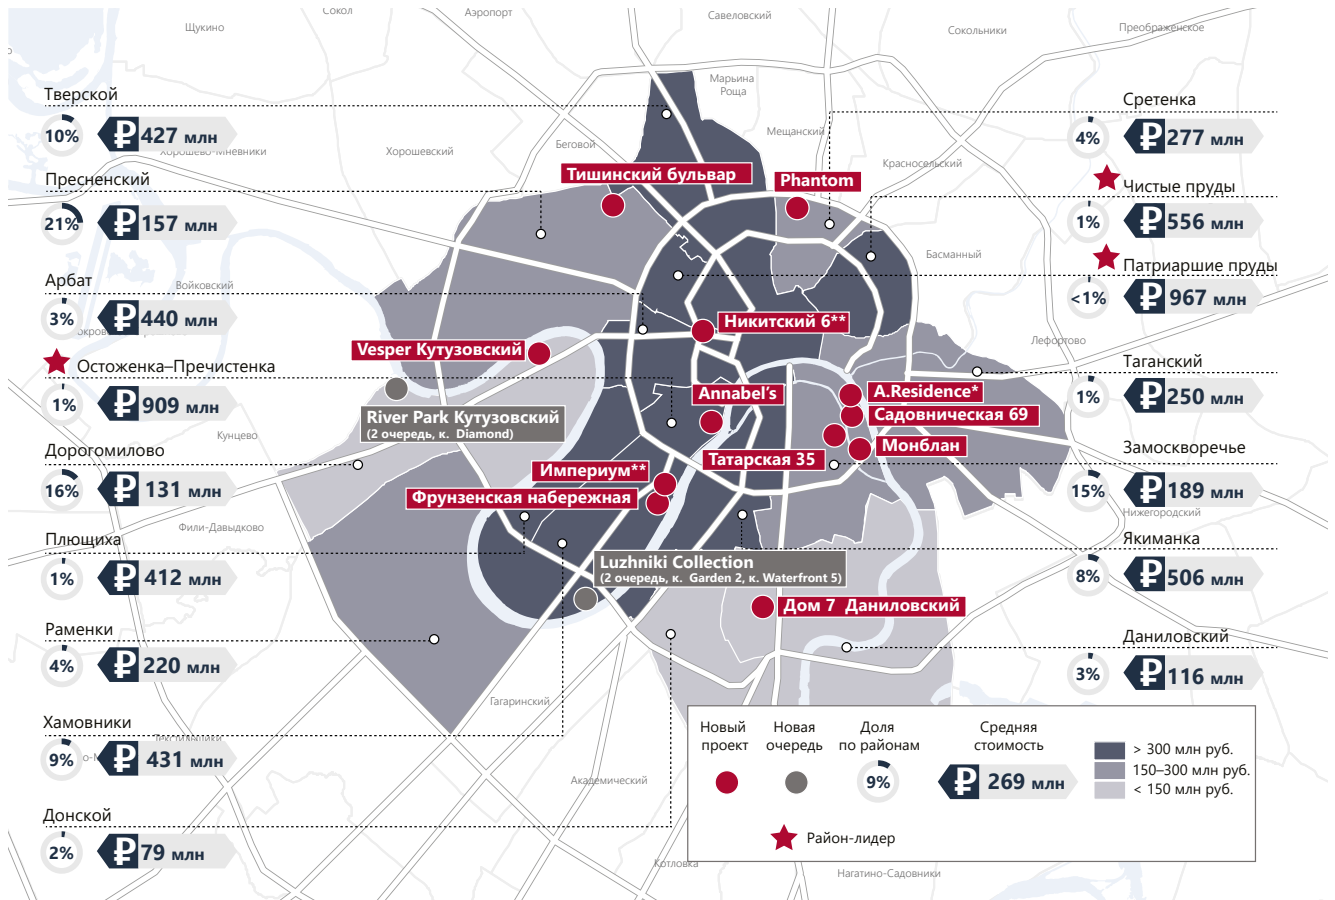 Сокол
Аэропорт
Савеловский
Щукино
Сокольники
Преображенское
Марьина
Роща
Мещанский
Беговой
Хорошевский
Хорошево-Мневники
Красносельский
Басманный
Войковский
Лефортово
Кунцево
Фили-Давыдково
Нижегородский
Гагаринский
Академический
Котловка
Нагатино-Садовники
Тверской
10%
₽ 427 млн
Пресненский
21%
₽ 157 млн
Арбат
3%
₽ 440 млн
Остоженка–Пречистенка
1%
₽ 909 млн
Дорогомилово
16%
₽ 131 млн
Плющиха
1%
₽ 412 млн
Раменки
4%
₽ 220 млн
Хамовники
9%
₽ 431 млн
Донской
2%
₽ 79 млн
Тишинский бульвар
Phantom
Никитский 6**
Vesper Кутузовский
River Park Кутузовский
(2 очередь, к. Diamond)
Annabel’s
A.Residence*
Садовническая 69
Монблан
Татарская 35
Империум**
Фрунзенская набережная
Luzhniki Collection
(2 очередь, к. Garden 2, к. Waterfront 5)
Дом 7 Даниловский
Сретенка
4%
₽ 277 млн
Чистые пруды
1%
₽ 556 млн
Патриаршие пруды
<1%
₽ 967 млн
Таганский
1%
₽ 250 млн
Замоскворечье
15%
₽ 189 млн
Якиманка
8%
₽ 506 млн
Даниловский
3%
₽ 116 млн
Новый
проект
Новая
очередь
Доля
по районам
9%
Средняя
стоимость
₽ 269 млн
> 300 млн руб.
150–300 млн руб.
< 150 млн руб.
Район-лидер